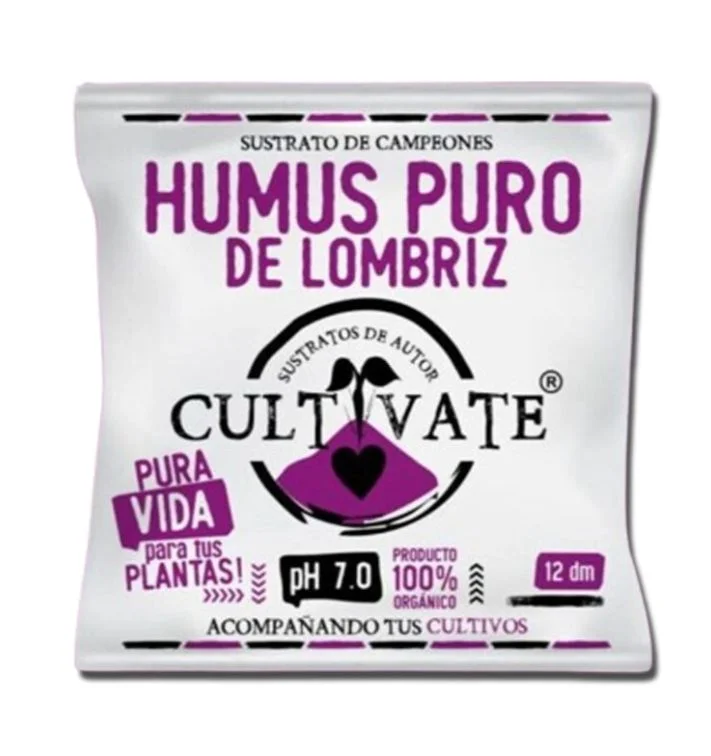 SUSTRATO DE CAMPEONES
HUMUS PURO
DE LOMBRIZ
SUSTRATOS DE AUTOR
CULTIVATE®
PURA
VIDA
para tus
PLANTAS!
pH 7.0
PRODUCTO
100%
ORGÁNICO
12 dm
ACOMPAÑANDO TUS CULTIVOS